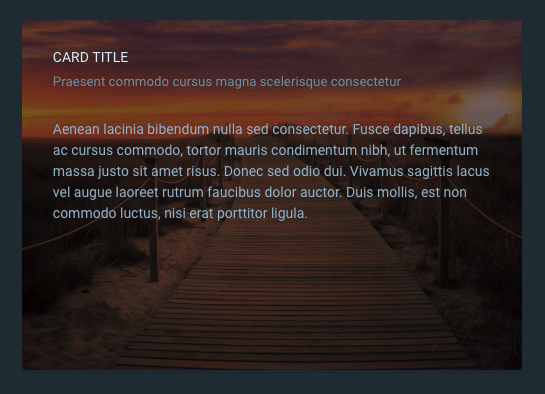 CARD TITLE
Praesent commodo cursus magna scelerisque consectetur
Aenean lacinia bibendum nulla sed consectetur. Fusce dapibus, tellus
ac cursus commodo, tortor mauris condimentum nibh, ut fermentum
massa justo sit amet risus. Donec sed odio dui. Vivamus sagittis lacus
vel augue laoreet rutrum faucibus dolor auctor. Duis mollis, est non
commodo luctus, nisi erat porttitor ligula.